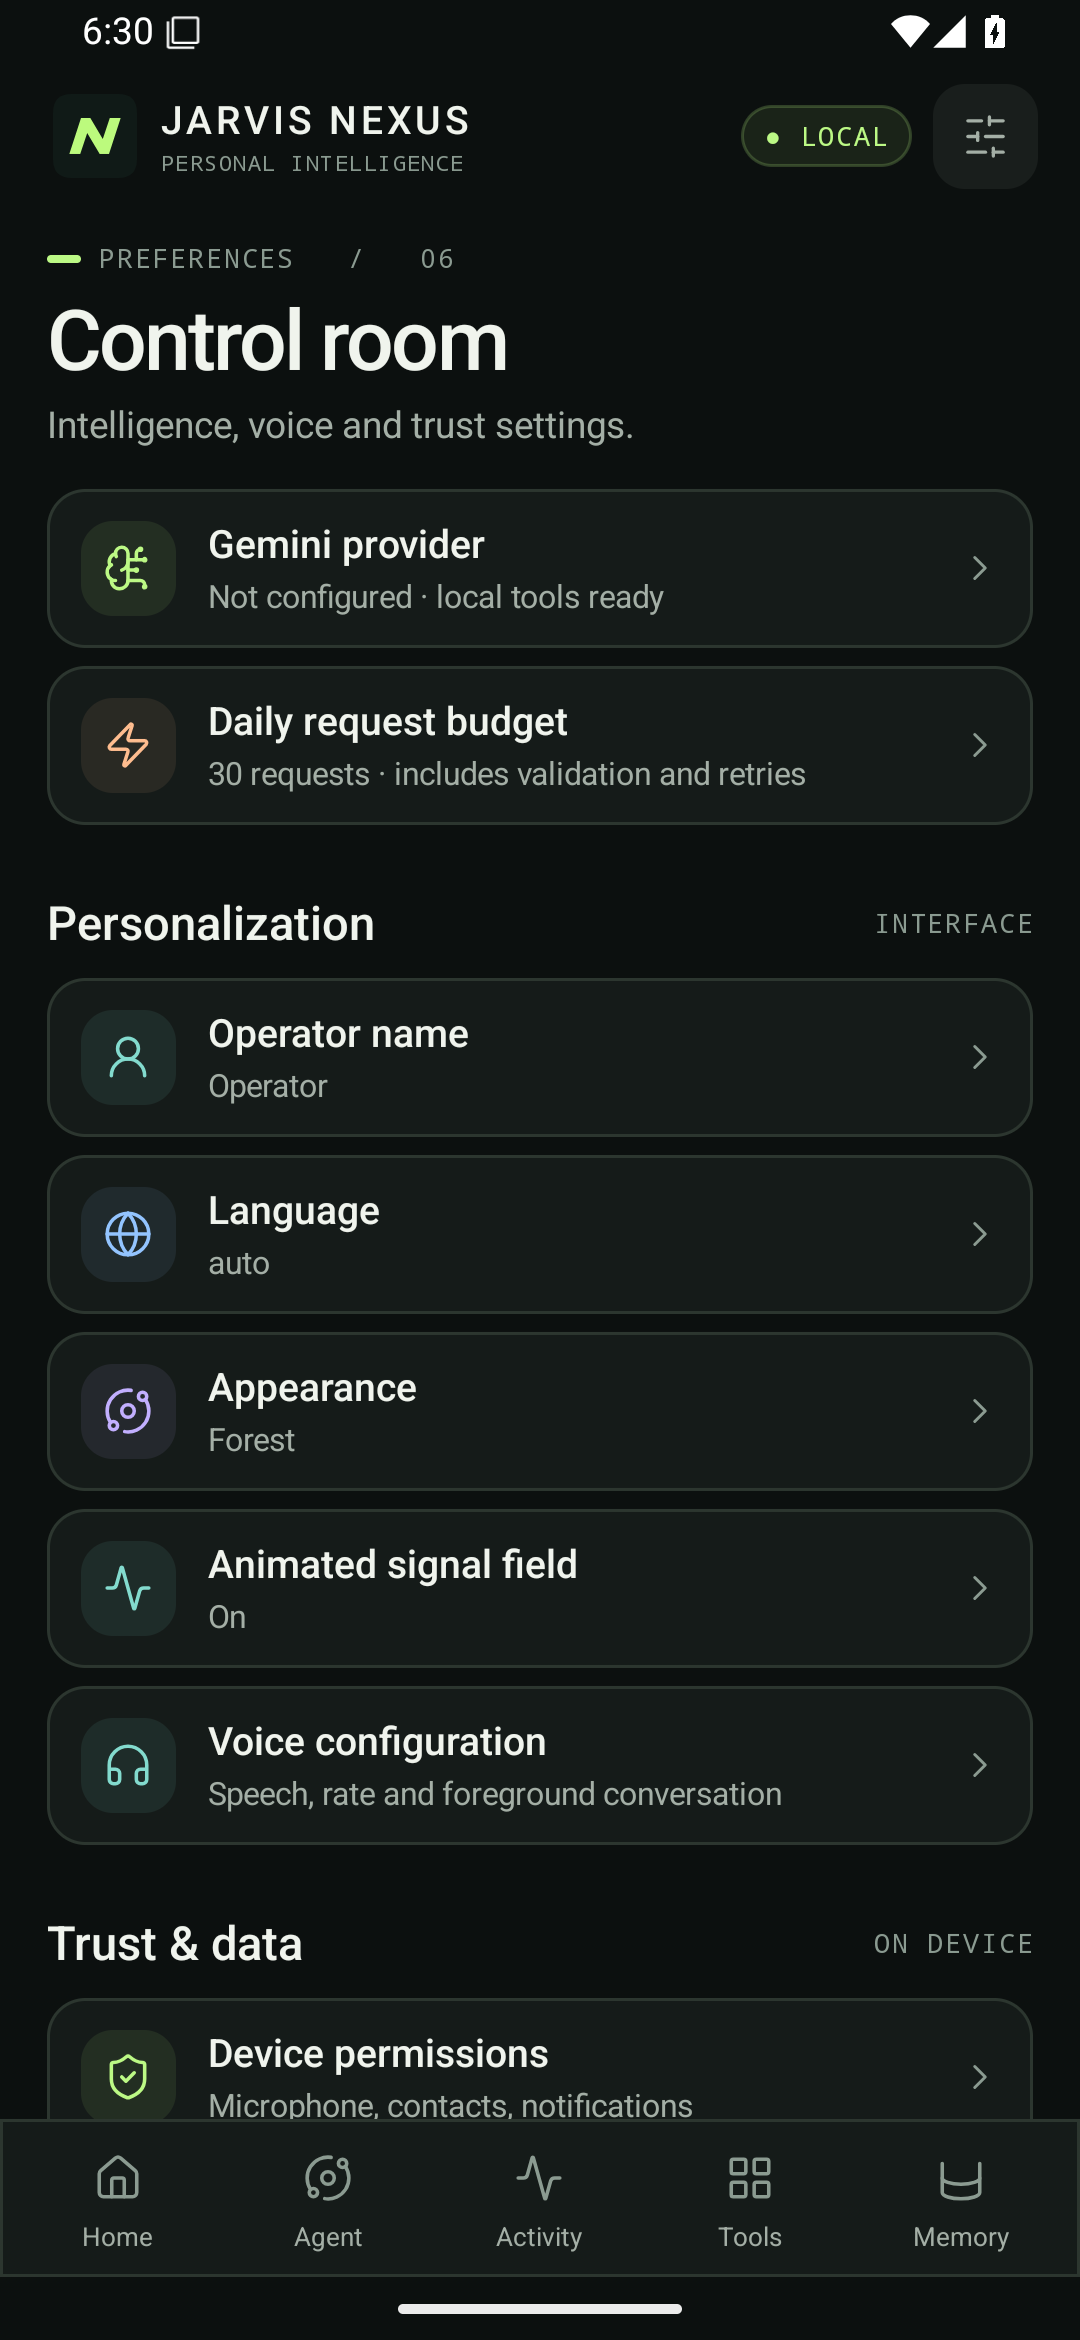 6:30
JARVIS NEXUS
PERSONAL INTELLIGENCE
LOCAL
PREFERENCES / 06
Control room
Intelligence, voice and trust settings.
Gemini provider
Not configured · local tools ready
Daily request budget
30 requests · includes validation and retries
Personalization
INTERFACE
Operator name
Operator
Language
auto
Appearance
Forest
Animated signal field
On
Voice configuration
Speech, rate and foreground conversation
Trust & data
ON DEVICE
Device permissions
Microphone, contacts, notifications
Home
Agent
Activity
Tools
Memory